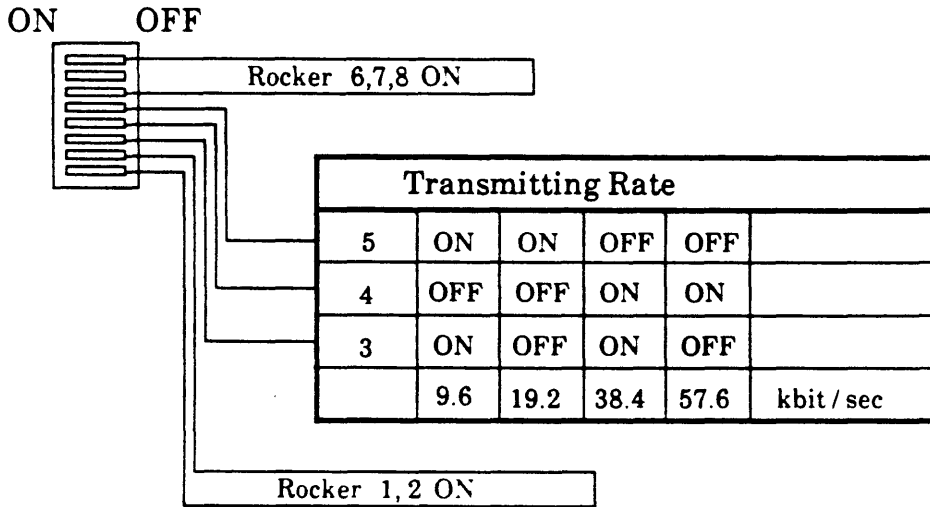 ON OFF
Rocker 6,7,8 ON
Transmitting Rate
5 ON ON OFF OFF
4 OFF OFF ON ON
3 ON OFF ON OFF
9.6 19.2 38.4 57.6 kbit / sec
Rocker 1, 2 ON